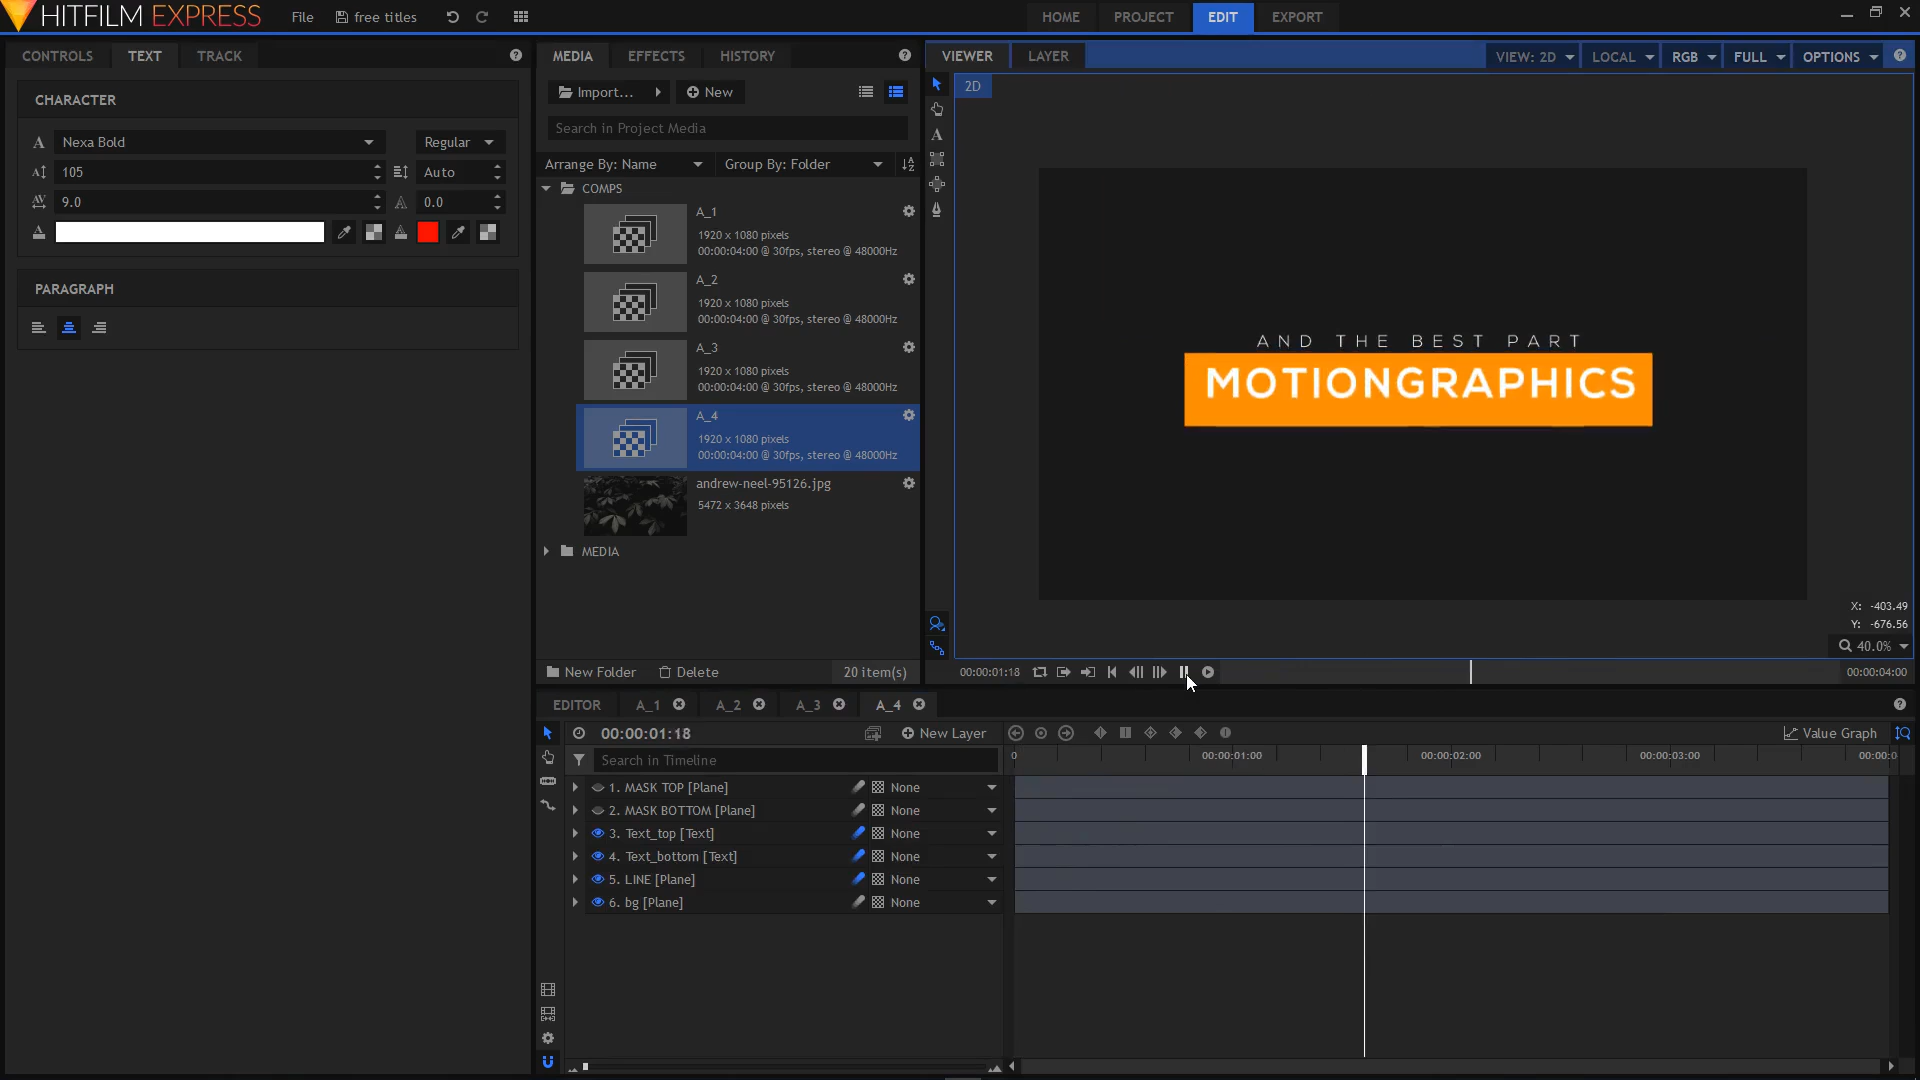 HITFILM EXPRESS
File
free titles
HOME
PROJECT
EDIT
EXPORT
CONTROLS
TEXT
TRACK
CHARACTER
Nexa Bold
Regular
105
Auto
9.0
0.0
PARAGRAPH
MEDIA
EFFECTS
HISTORY
Import...
New
Search in Project Media
Arrange By: Name
Group By: Folder
COMPS
A_1
1920 x 1080 pixels
00:00:04:00 @ 30fps, stereo @ 48000Hz
A_2
1920 x 1080 pixels
00:00:04:00 @ 30fps, stereo @ 48000Hz
A_3
1920 x 1080 pixels
00:00:04:00 @ 30fps, stereo @ 48000Hz
A_4
1920 x 1080 pixels
00:00:04:00 @ 30fps, stereo @ 48000Hz
andrew-neel-95126.jpg
5472 x 3648 pixels
MEDIA
New Folder
Delete
20 item(s)
VIEWER
LAYER
VIEW: 2D
LOCAL
RGB
FULL
OPTIONS
2D
AND THE BEST PART
MOTIONGRAPHICS
X: -403.49
Y: -676.56
40.0%
00:00:01:18
00:00:04:00
EDITOR
A_1
A_2
A_3
A_4
00:00:01:18
New Layer
Value Graph
Search in Timeline
0
00:00:01:00
00:00:02:00
00:00:03:00
00:00:0
1. MASK TOP [Plane]
None
2. MASK BOTTOM [Plane]
None
3. Text_top [Text]
None
4. Text_bottom [Text]
None
5. LINE [Plane]
None
6. bg [Plane]
None